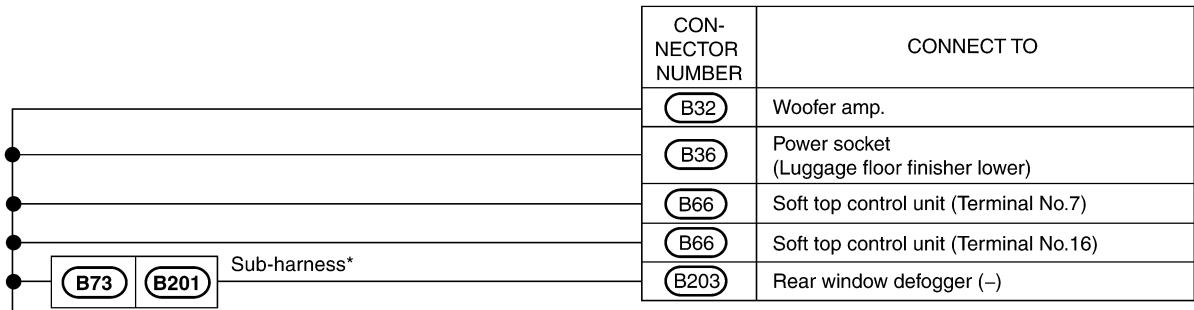 CON-
NECTOR
NUMBER
CONNECT TO
B32 Woofer amp.
B36 Power socket
(Luggage floor finisher lower)
B66 Soft top control unit (Terminal No.7)
B66 Soft top control unit (Terminal No.16)
B73 B201 Sub-harness* B203 Rear window defogger (–)